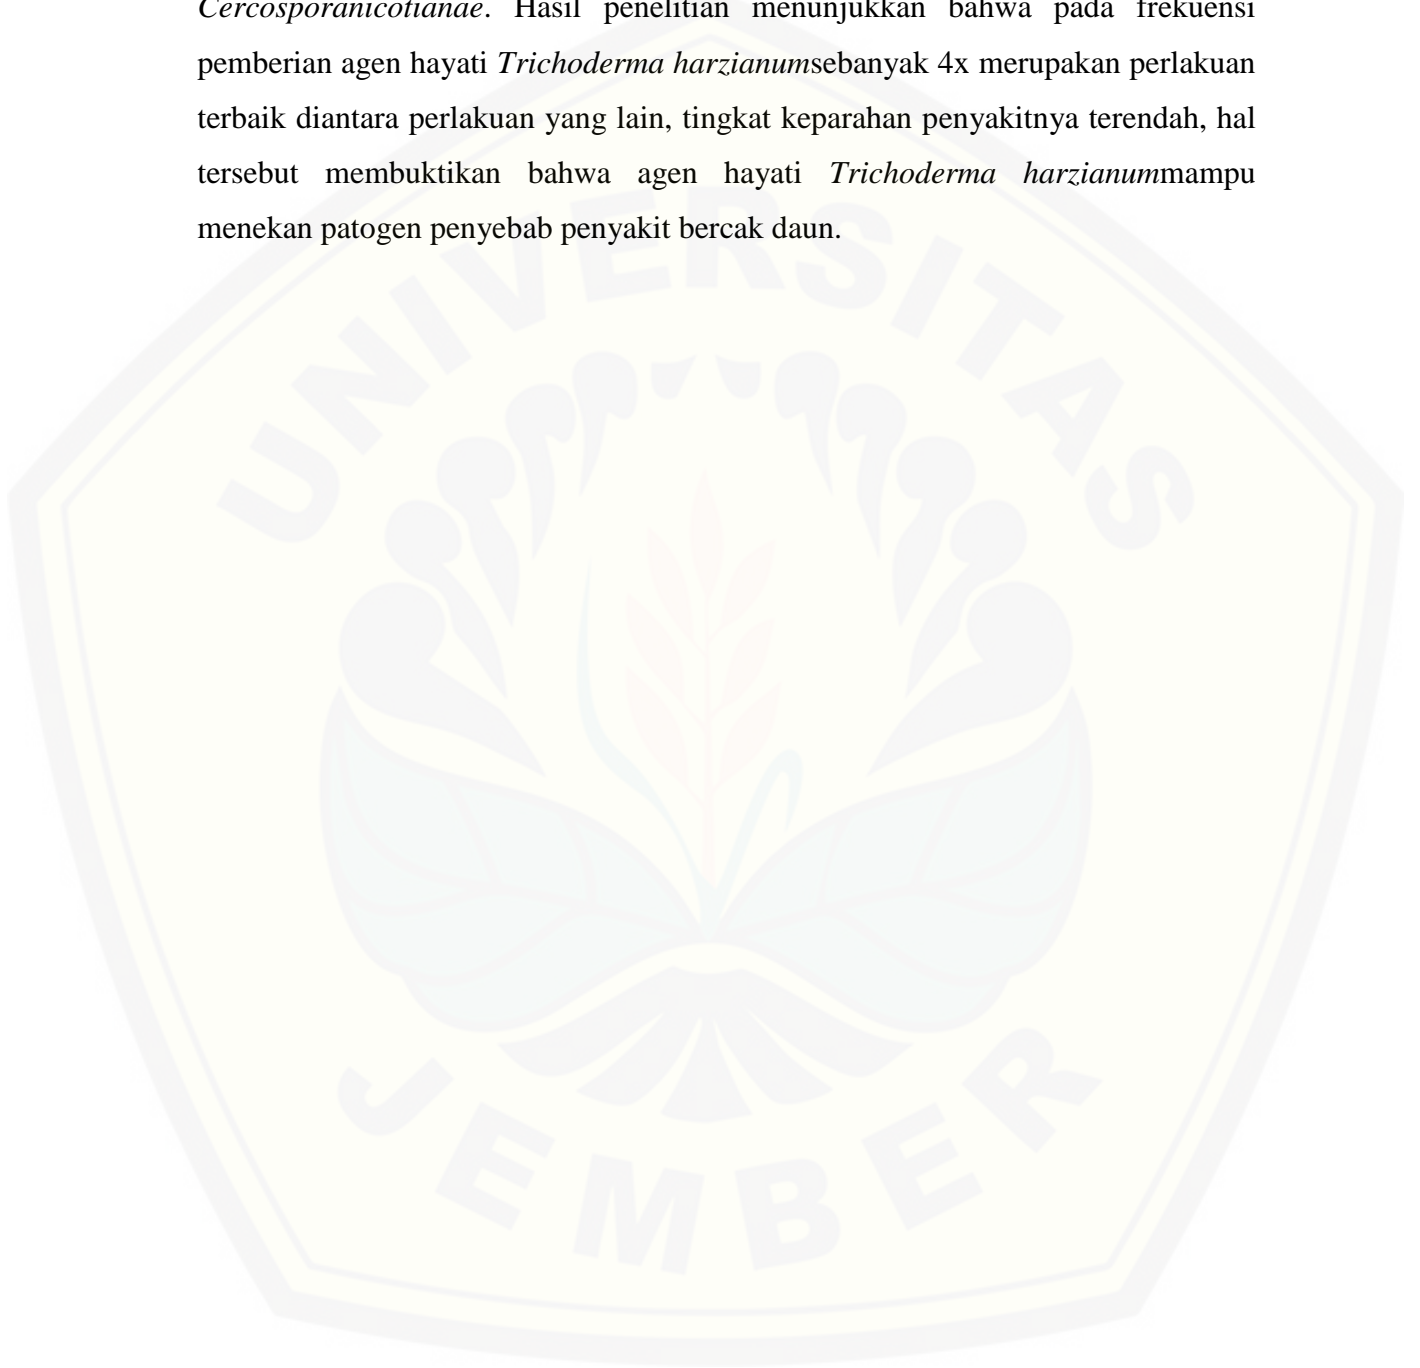 Cercosporanicotianae. Hasil penelitian menunjukkan bahwa pada frekuensi
pemberian agen hayati Trichoderma harzianumsebanyak 4x merupakan perlakuan
terbaik diantara perlakuan yang lain, tingkat keparahan penyakitnya terendah, hal
tersebut membuktikan bahwa agen hayati Trichoderma harzianummampu
menekan patogen penyebab penyakit bercak daun.
UNIVERSITAS
JEMBER